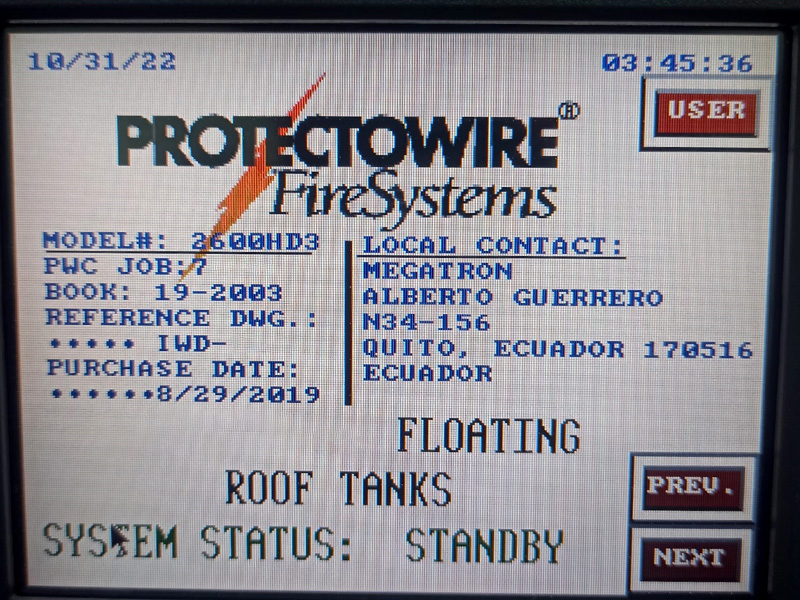 10/31/22
03:45:36
USER
PROTECTOWIRE®
FireSystems
MODEL#: 2600HD3
PWC JOB:7
BOOK: 19-2003
REFERENCE DWG.:
••••• IWD-
PURCHASE DATE:
••••••8/29/2019
LOCAL CONTACT:
MEGATRON
ALBERTO GUERRERO
N34-156
QUITO, ECUADOR 170516
ECUADOR
FLOATING
ROOF TANKS
SYSTEM STATUS: STANDBY
PREV.
NEXT